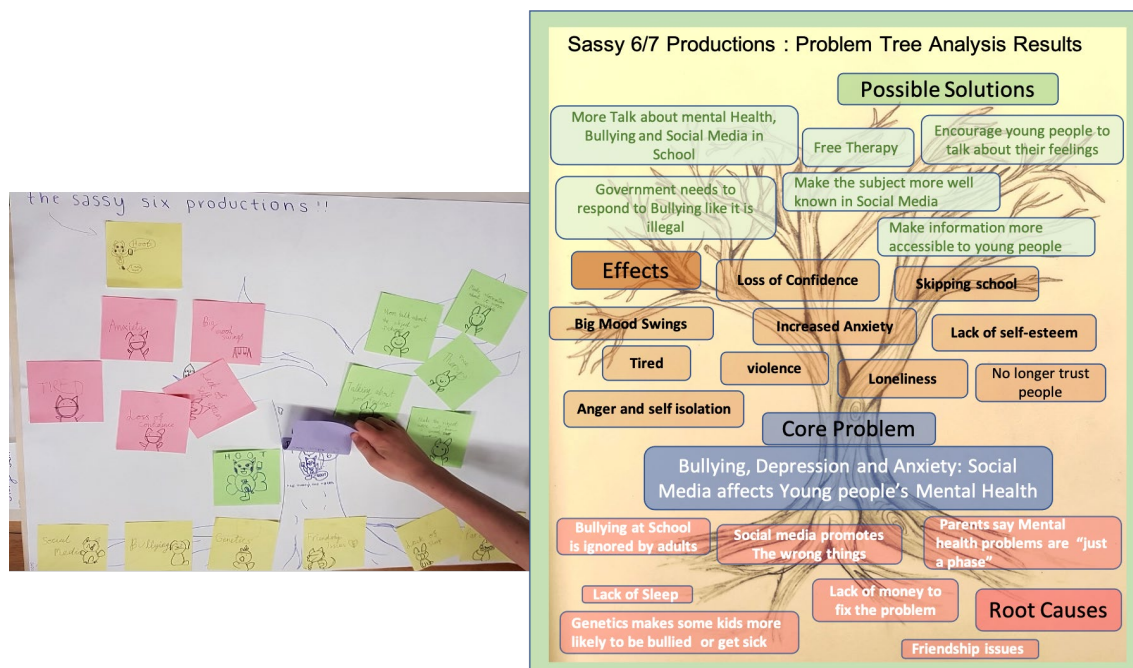 the sassy six productions !!
Anxiety
Big
mood
swings
TIRED
Loss of
Confidence
HOOT
Talking about
your feelings
Free
Therapy
Social
Media
Bullying
Genetics
Sassy 6/7 Productions : Problem Tree Analysis Results
Possible Solutions
More Talk about mental Health,
Bullying and Social Media in
School
Free Therapy
Encourage young people to
talk about their feelings
Government needs to
respond to Bullying like it is
illegal
Make the subject more well
known in Social Media
Make information more
accessible to young people
Effects
Loss of Confidence
Skipping school
Big Mood Swings
Increased Anxiety
Lack of self-esteem
Tired
violence
Loneliness
No longer trust
people
Anger and self isolation
Core Problem
Bullying, Depression and Anxiety: Social
Media affects Young people’s Mental Health
Bullying at School
is ignored by adults
Social media promotes
The wrong things
Parents say Mental
health problems are “just
a phase”
Lack of Sleep
Lack of money to
fix the problem
Root Causes
Genetics makes some kids more
likely to be bullied or get sick
Friendship issues